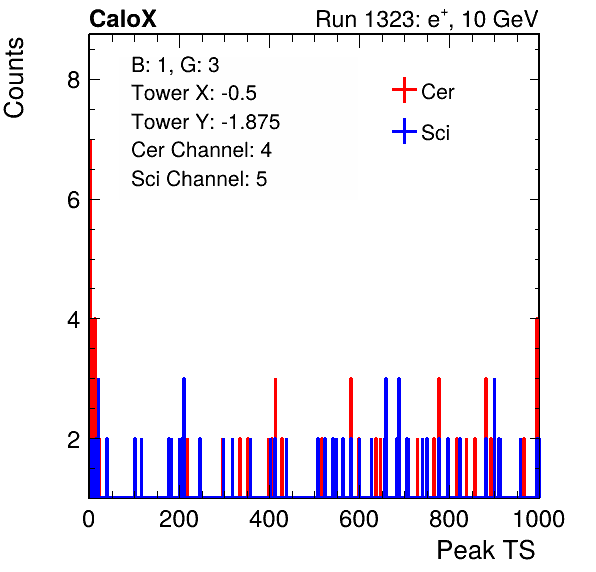 CaloX Run 1323: e+, 10 GeV
Counts
8
6
4
2
B: 1, G: 3
Tower X: -0.5
Tower Y: -1.875
Cer Channel: 4
Sci Channel: 5
Cer
Sci
0 200 400 600 800 1000
Peak TS